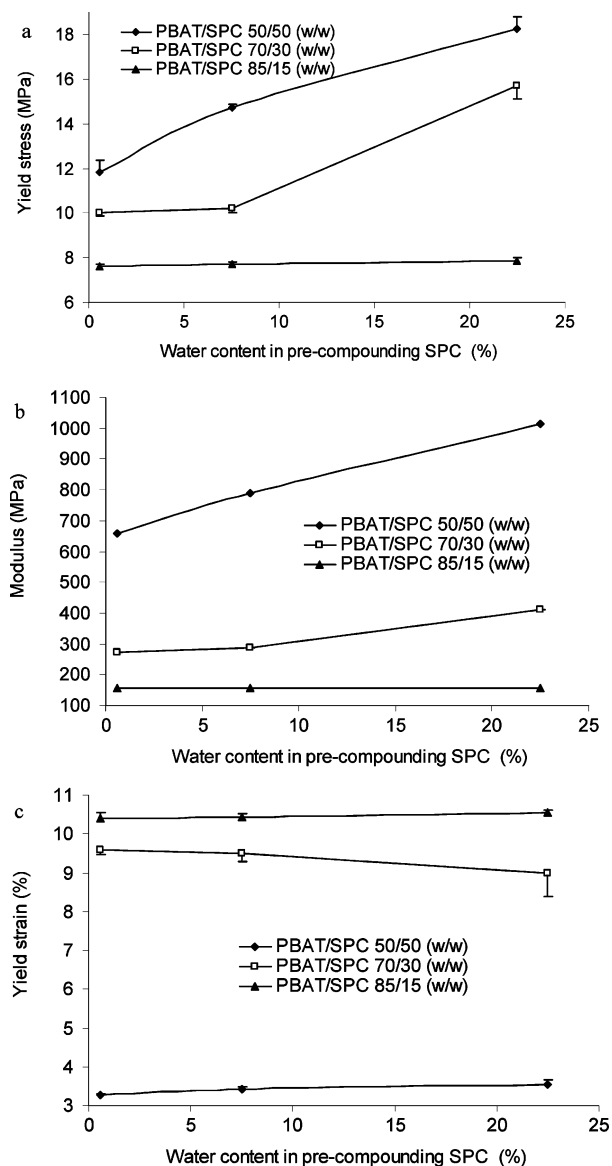 a
18
16
14
12
10
8
6
Yield stress (MPa)
PBAT/SPC 50/50 (w/w)
PBAT/SPC 70/30 (w/w)
PBAT/SPC 85/15 (w/w)
0 5 10 15 20 25
Water content in pre-compounding SPC (%)
b
1100
1000
900
800
700
600
500
400
300
200
100
Modulus (MPa)
PBAT/SPC 50/50 (w/w)
PBAT/SPC 70/30 (w/w)
PBAT/SPC 85/15 (w/w)
0 5 10 15 20 25
Water content in pre-compounding SPC (%)
c
11
10
9
8
7
6
5
4
3
Yield strain (%)
PBAT/SPC 50/50 (w/w)
PBAT/SPC 70/30 (w/w)
PBAT/SPC 85/15 (w/w)
0 5 10 15 20 25
Water content in pre-compounding SPC (%)